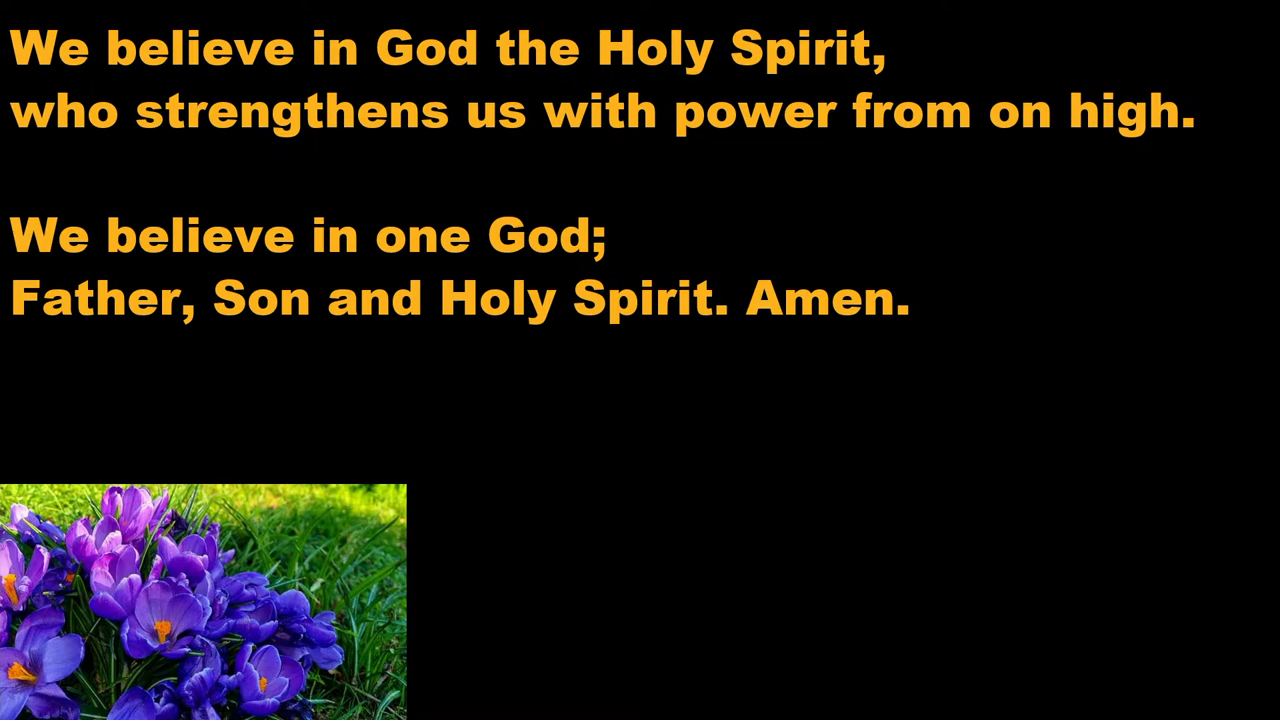 We believe in God the Holy Spirit,
who strengthens us with power from on high.
We believe in one God;
Father, Son and Holy Spirit. Amen.